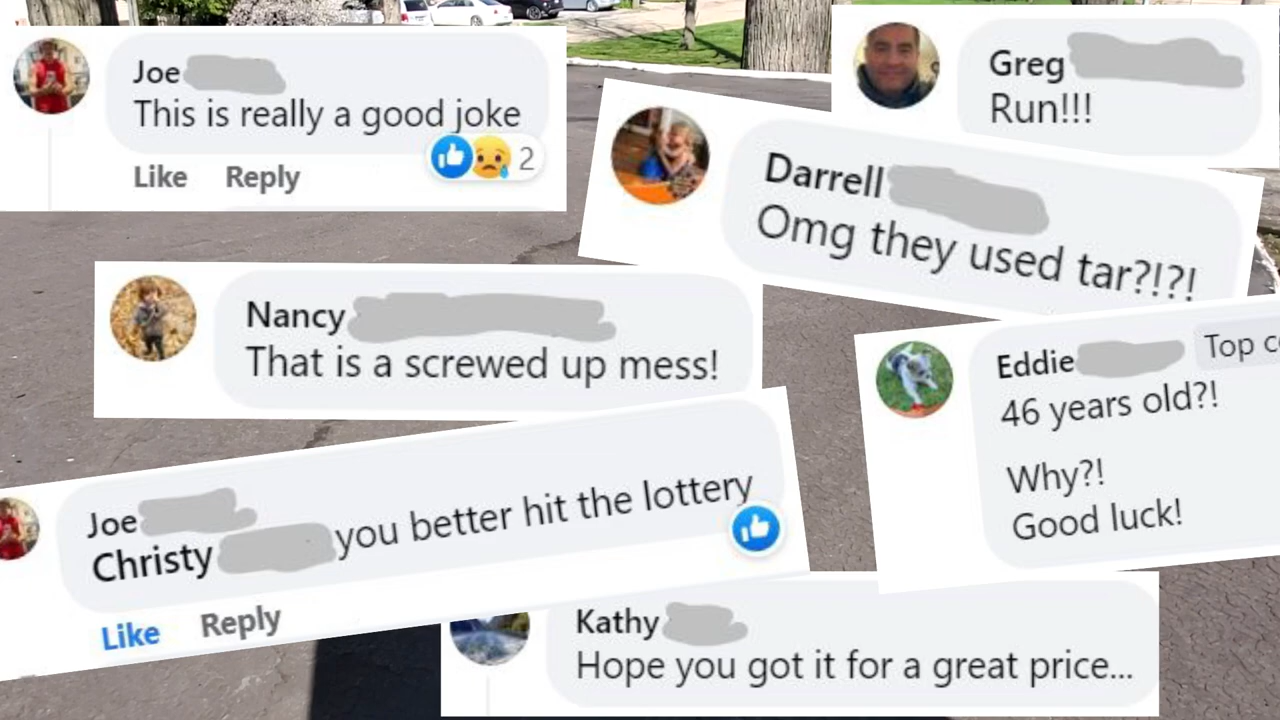 Joe
This is really a good joke
2
Like Reply
Greg
Run!!!
Darrell
Omg they used tar?!?!
Nancy
That is a screwed up mess!
Eddie Top
46 years old?!
Why?!
Good luck!
Joe
Christy you better hit the lottery
Like Reply
Kathy
Hope you got it for a great price...